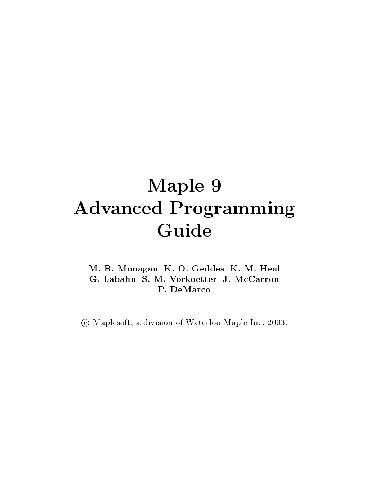 Maple 9
Advanced Programming
Guide
M. B. Monagan K. O. Geddes K. M. Heal
G. Labahn S. M. Vorkoetter J. McCarron
P. DeMarco
© Maplesoft, a division of Waterloo Maple Inc. 2003.